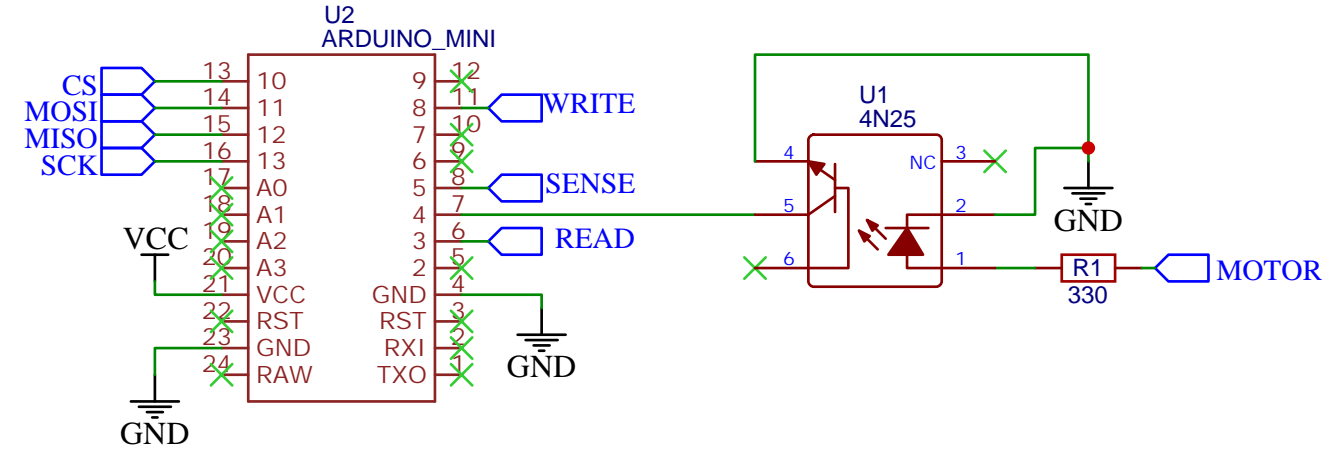 U2
ARDUINO_MINI
CS 13 10
MOSI 14 11
MISO 15 12
SCK 16 13
17 A0
18 A1
19 A2
20 A3
VCC
21 VCC
22 RST
23 GND
24 RAW
GND
9 12
8 11 WRITE
7 10
6 9
5 8 SENSE
4 7
3 6 READ
2 5
GND 4
RST 3
RXI 2
TXO 1
GND
U1
4N25
4
5
6
NC 3
2
1
GND
R1
330
MOTOR